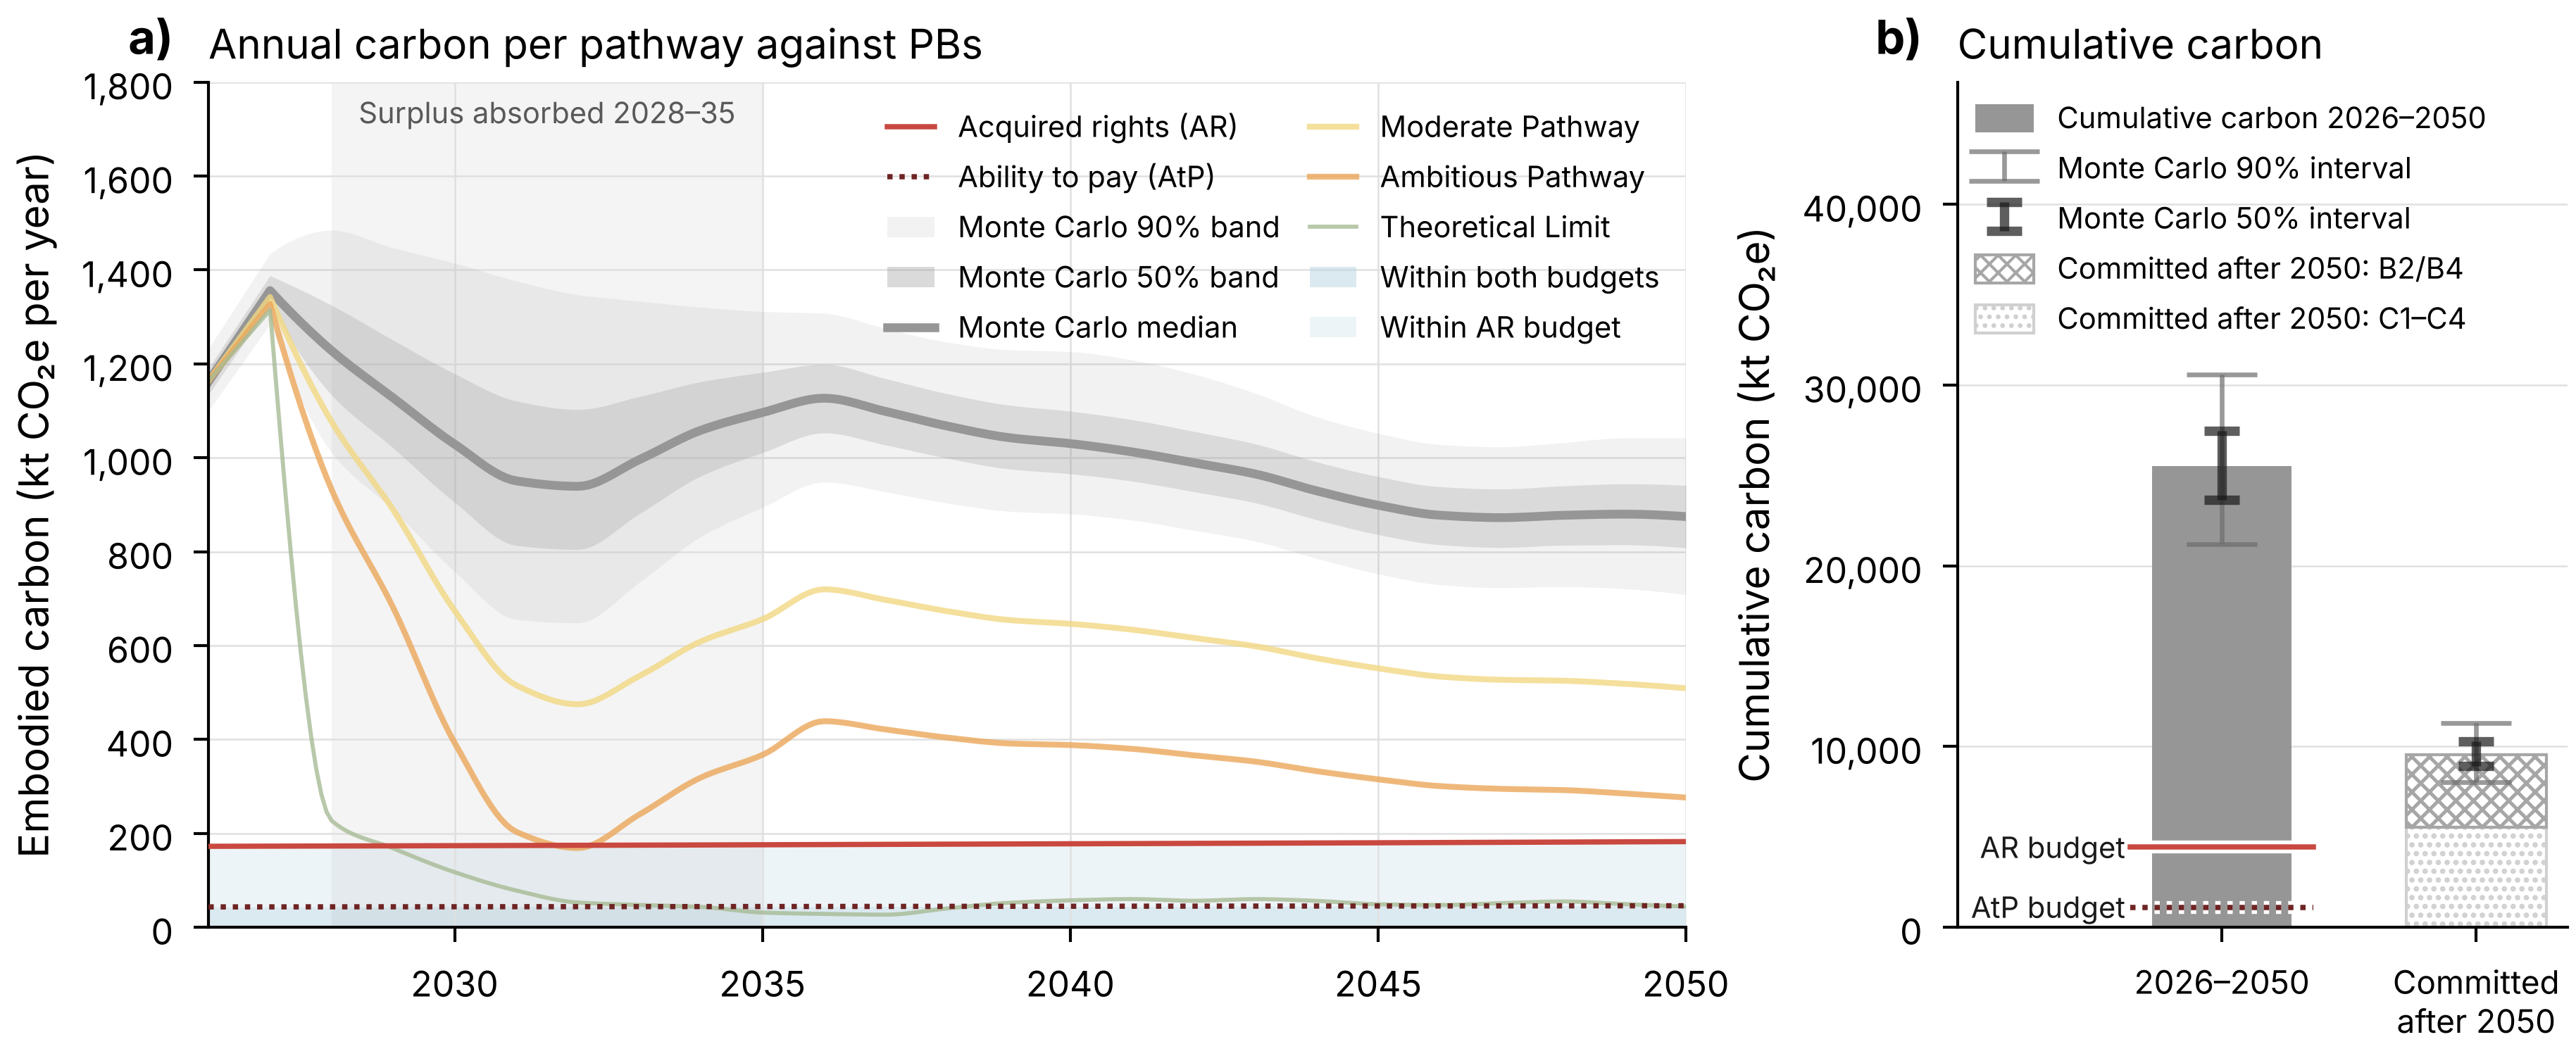 a) Annual carbon per pathway against PBs
Embodied carbon (kt CO₂e per year)
1,800
1,600
1,400
1,200
1,000
800
600
400
200
0
Surplus absorbed 2028–35
Acquired rights (AR)
Ability to pay (AtP)
Monte Carlo 90% band
Monte Carlo 50% band
Monte Carlo median
Moderate Pathway
Ambitious Pathway
Theoretical Limit
Within both budgets
Within AR budget
2030
2035
2040
2045
2050
b) Cumulative carbon
Cumulative carbon (kt CO₂e)
40,000
30,000
20,000
10,000
0
Cumulative carbon 2026–2050
Monte Carlo 90% interval
Monte Carlo 50% interval
Committed after 2050: B2/B4
Committed after 2050: C1–C4
AR budget
AtP budget
2026–2050
Committed
after 2050